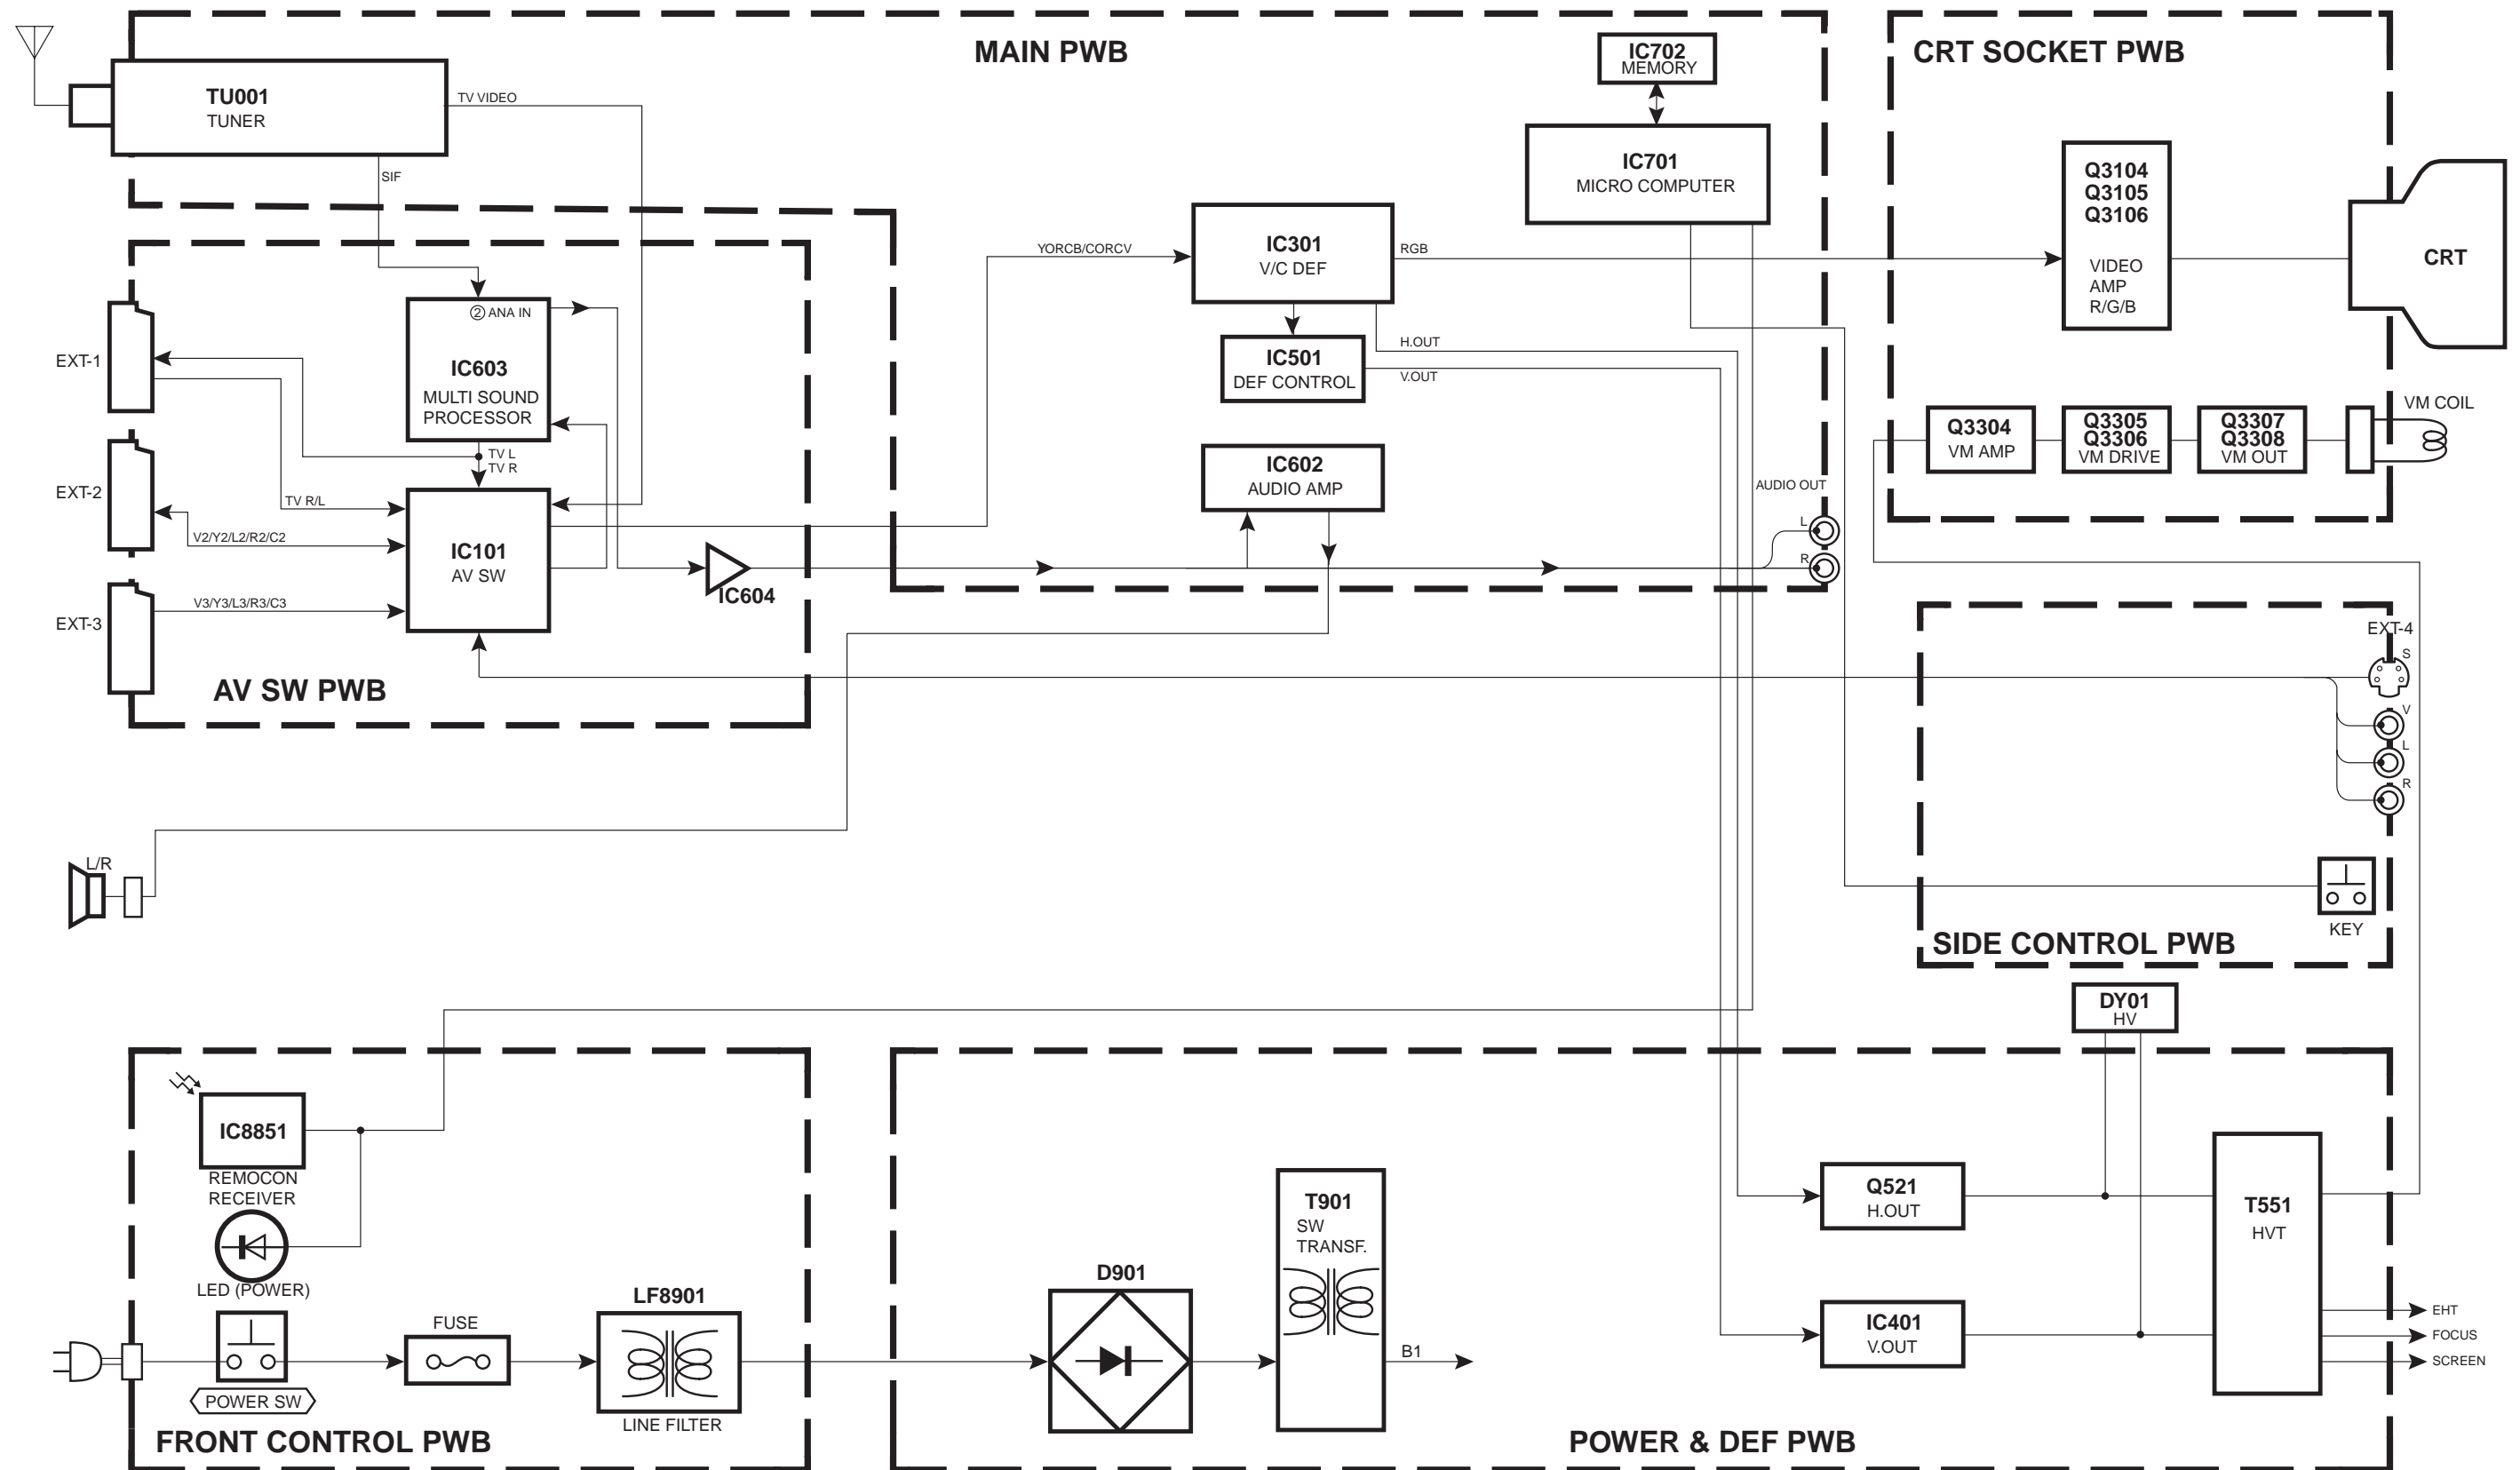 MAIN PWB
CRT SOCKET PWB
TU001
TUNER
TV VIDEO
SIF
IC702
MEMORY
IC701
MICRO COMPUTER
IC301
V/C DEF
YORCB/CORCV
RGB
Q3104
Q3105
Q3106
VIDEO
AMP
R/G/B
CRT
② ANA IN
IC603
MULTI SOUND
PROCESSOR
EXT-1
IC501
DEF CONTROL
H.OUT
V.OUT
Q3304
VM AMP
Q3305
Q3306
VM DRIVE
Q3307
Q3308
VM OUT
VM COIL
TV L
TV R
IC602
AUDIO AMP
AUDIO OUT
L
R
EXT-2
TV R/L
V2/Y2/L2/R2/C2
IC101
AV SW
IC604
EXT-3
V3/Y3/L3/R3/C3
AV SW PWB
EXT-4
S
V
L
R
L/R
KEY
SIDE CONTROL PWB
DY01
HV
IC8851
REMOCON
RECEIVER
LED (POWER)
POWER SW
FUSE
LF8901
LINE FILTER
FRONT CONTROL PWB
D901
T901
SW
TRANSF.
B1
Q521
H.OUT
IC401
V.OUT
T551
HVT
EHT
FOCUS
SCREEN
POWER & DEF PWB